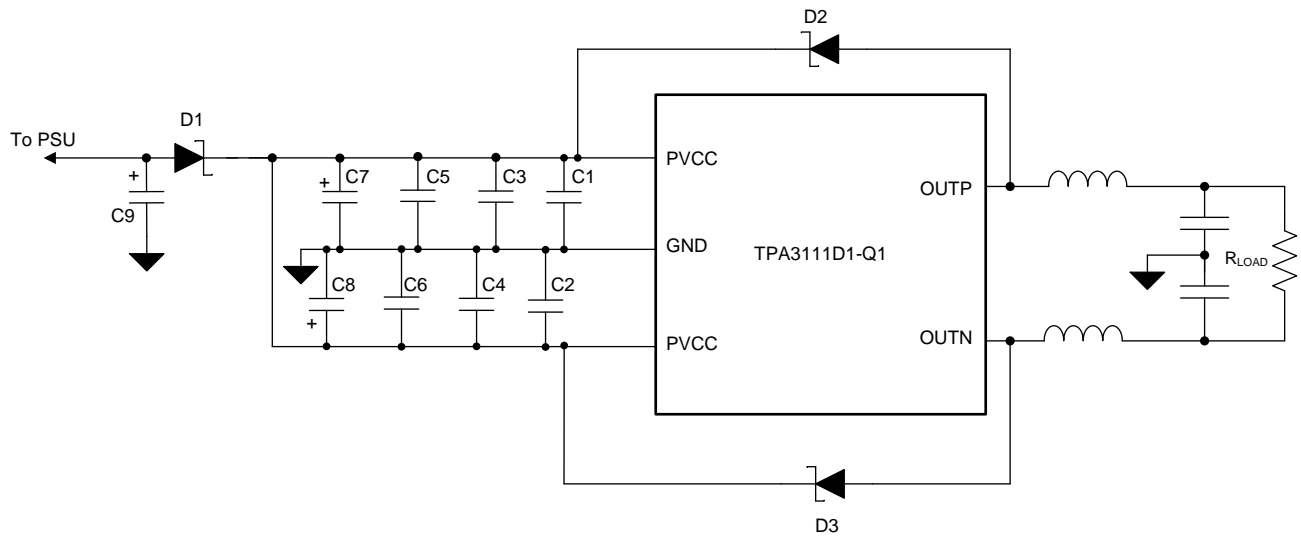 D2
D1
To PSU
+
C9
+
C7
C5
C3
C1
PVCC
OUTP
GND
TPA3111D1-Q1
RLOAD
C8
+
C6
C4
C2
PVCC
OUTN
D3